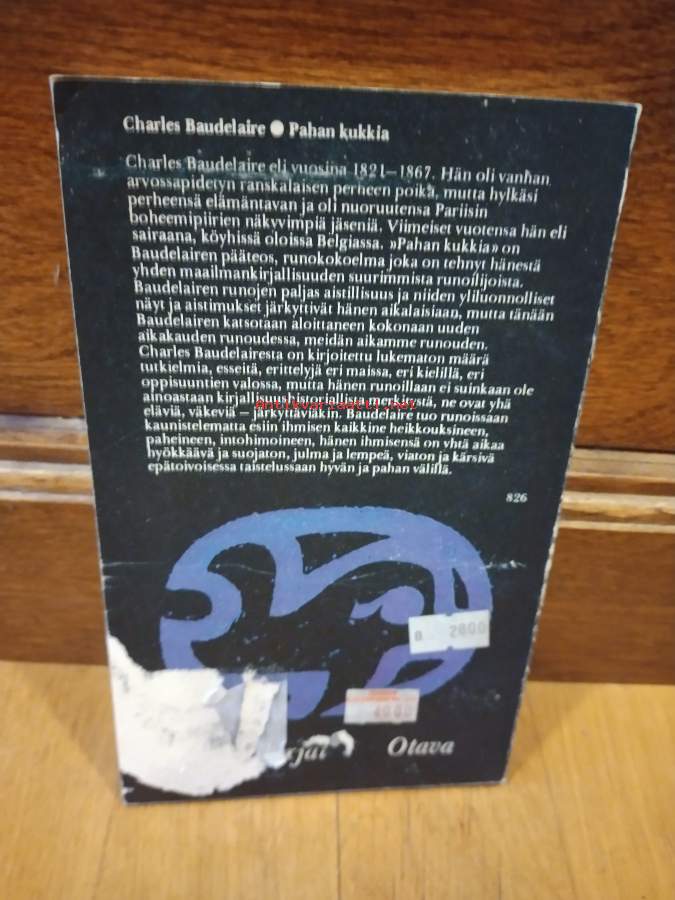 Charles Baudelaire ● Pahan kukkia
Charles Baudelaire eli vuosina 1821–1867. Hän oli vanhan
arvossapidetyn ranskalaisen perheen poika, mutta hylkäsi
perheensä elämäntavan ja oli nuoruutensa Pariisin
boheemipiirien näkyvimpiä jäseniä. Viimeiset vuotensa hän eli
sairaana, köyhissä oloissa Belgiassa. »Pahan kukkia» on
Baudelairen pääteos, runokokoelma joka on tehnyt hänestä
yhden maailmankirjallisuuden suurimmista runoilijoista.
Baudelairen runojen paljas aistillisuus ja niiden yliluonnolliset
näyt ja aistimukset järkyttivät hänen aikalaisiaan, mutta tänään
Baudelairen katsotaan aloittaneen kokonaan uuden
aikakauden runoudessa, meidän aikamme runouden.
Charles Baudelairesta on kirjoitettu lukematon määrä
tutkielmia, esseitä, erittelyjä eri maissa, eri kielillä, eri
oppisuuntien valossa, mutta hänen runoillaan ei suinkaan ole
ainoastaan ne ovat yhä
Antikvariaatti.net
eläviä, väkeviä – järkyttäviäkin. Baudelaire tuo runoissaan
kaunistelematta esiin ihmisen kaikkine heikkouksineen,
paheineen, intohimoineen, hänen ihmisensä on yhtä aikaa
hyökkäävä ja suojaton, julma ja lempeä, viaton ja kärsivä
epätoivoisessa taistelussaan hyvän ja pahan välillä.
826
Otava